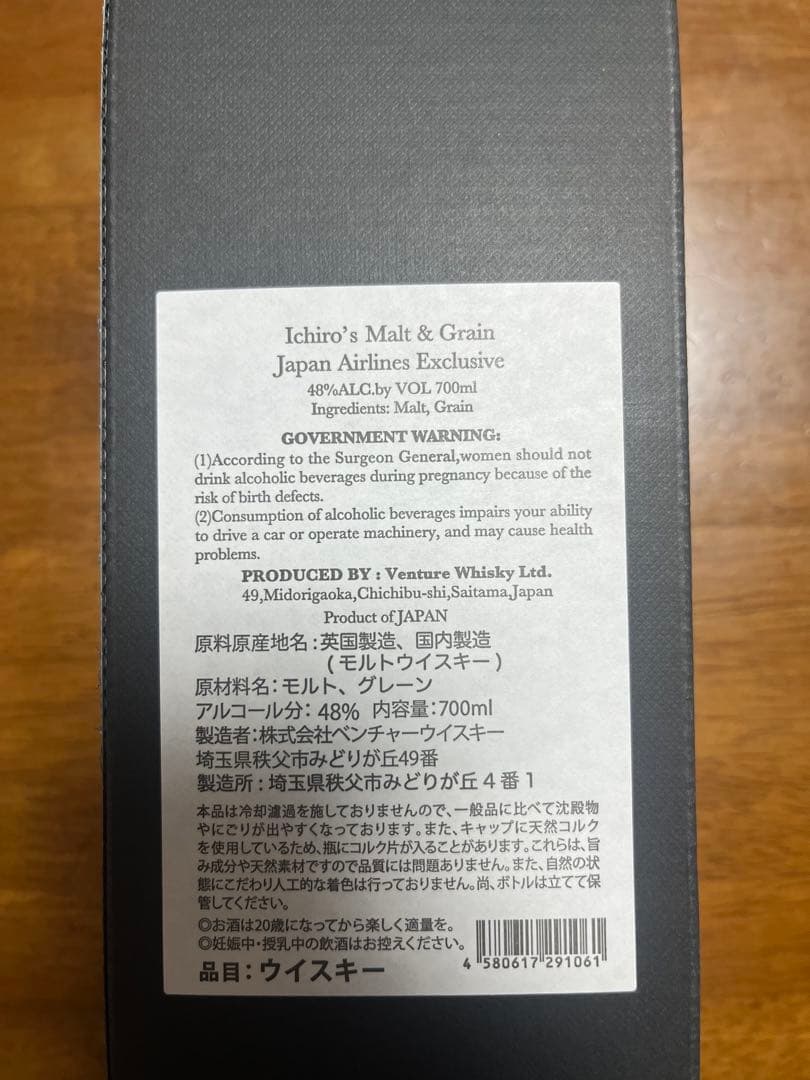 Ichiro's Malt & Grain
Japan Airlines Exclusive
48%ALC.by VOL 700ml
Ingredients: Malt, Grain
GOVERNMENT WARNING:
(1)According to the Surgeon General,women should not
drink alcoholic beverages during pregnancy because of the
risk of birth defects.
(2)Consumption of alcoholic beverages impairs your ability
to drive a car or operate machinery, and may cause health
problems.
PRODUCED BY : Venture Whisky Ltd.
49,Midorigaoka,Chichibu-shi,Saitama,Japan
Product of JAPAN
原料原産地名:英国製造、国内製造
(モルトウイスキー)
原材料名:モルト、グレーン
アルコール分: 48% 内容量:700ml
製造者:株式会社ベンチャーウイスキー
埼玉県秩父市みどりが丘49番
製造所:埼玉県秩父市みどりが丘4番1
本品は冷却濾過を施しておりませんので、一般品に比べて沈殿物
やにごりが出やすくなっております。また、キャップに天然コルク
を使用しているため、瓶にコルク片が入ることがあります。これらは、旨
み成分や天然素材ですので品質には問題ありません。また、自然の状
態にこだわり人工的な着色は行っておりません。尚、ボトルは立てて保
管してください。
◎お酒は20歳になってから楽しく適量を。
◎妊娠中・授乳中の飲酒はお控えください。
品目:ウイスキー
4 580617 291061